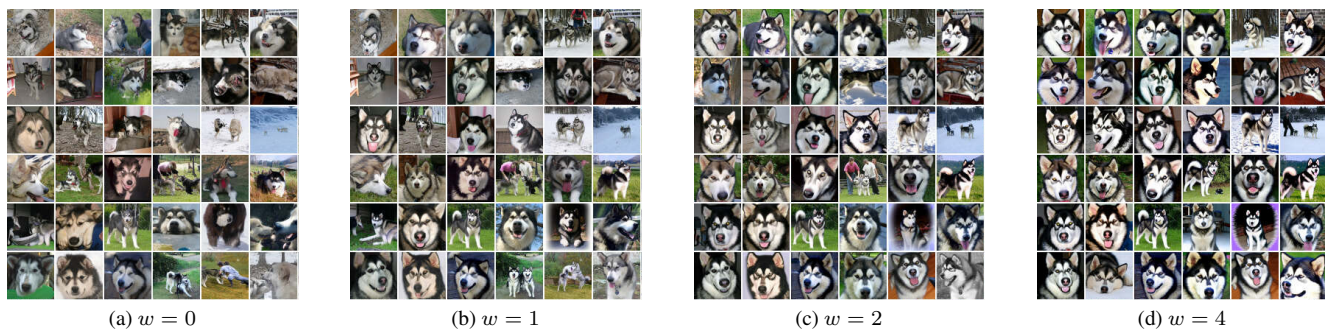 (a) w = 0
(b) w = 1
(c) w = 2
(d) w = 4